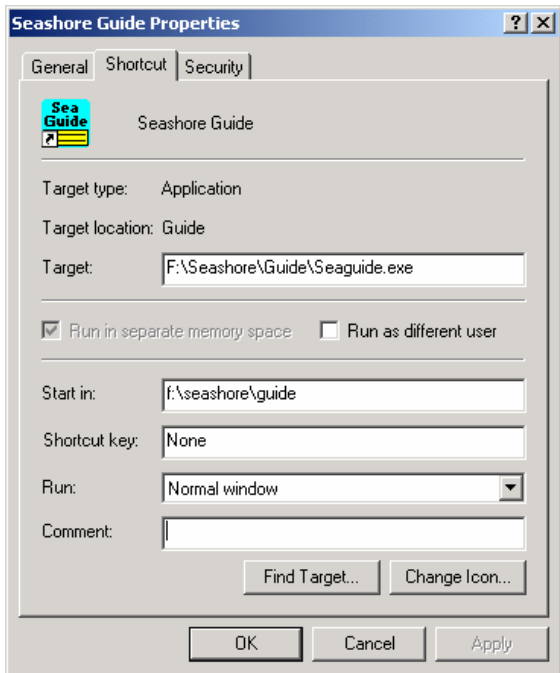 Seashore Guide Properties
General Shortcut Security
Sea
Guide
Seashore Guide
Target type: Application
Target location: Guide
Target: F:\Seashore\Guide\Seaguide.exe
Run in separate memory space Run as different user
Start in: f:\seashore\guide
Shortcut key: None
Run: Normal window
Comment:
Find Target... Change Icon...
OK Cancel Apply